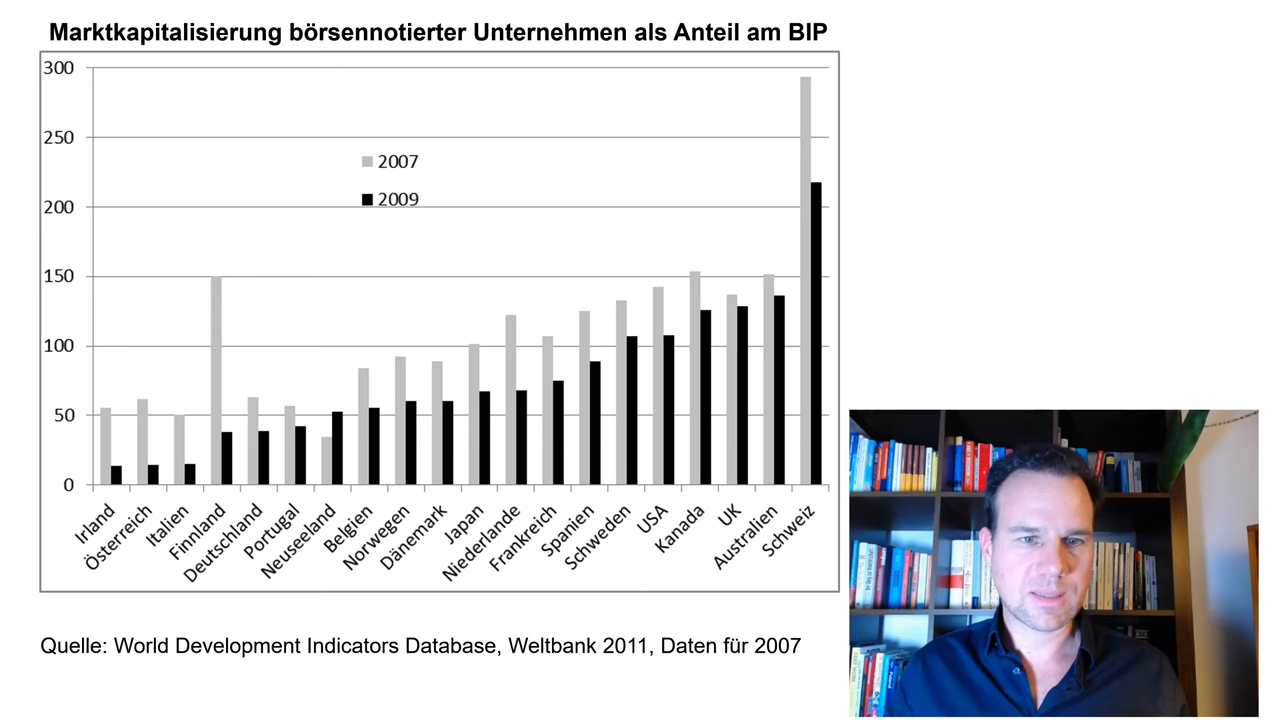 Marktkapitalisierung börsennotierter Unternehmen als Anteil am BIP
300
250
200
150
100
50
0
2007
2009
Irland
Österreich
Italien
Finnland
Deutschland
Portugal
Neuseeland
Belgien
Norwegen
Dänemark
Japan
Niederlande
Frankreich
Spanien
Schweden
USA
Kanada
UK
Australien
Schweiz
Quelle: World Development Indicators Database, Weltbank 2011, Daten für 2007